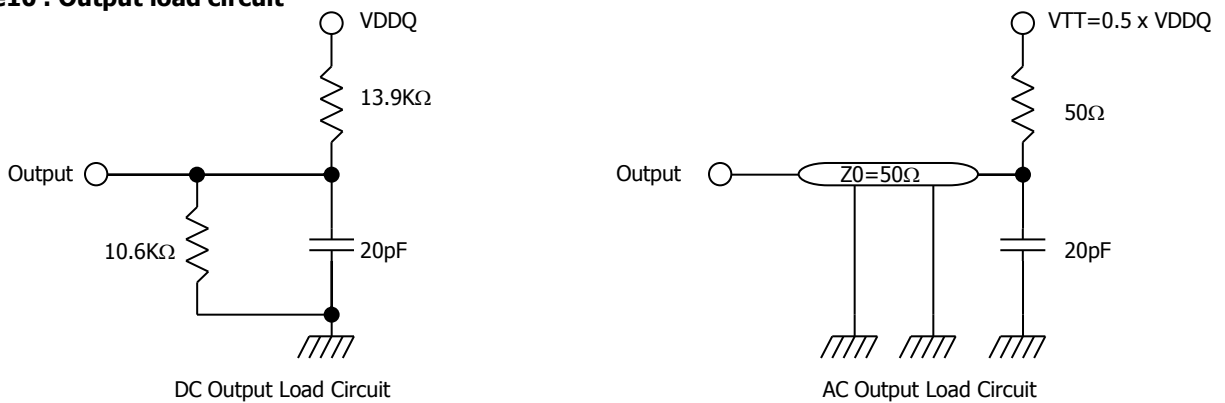 : Output load circuit
VDDQ
13.9KΩ
Output
10.6KΩ
20pF
DC Output Load Circuit
VTT=0.5 x VDDQ
50Ω
Output
Z0=50Ω
20pF
AC Output Load Circuit